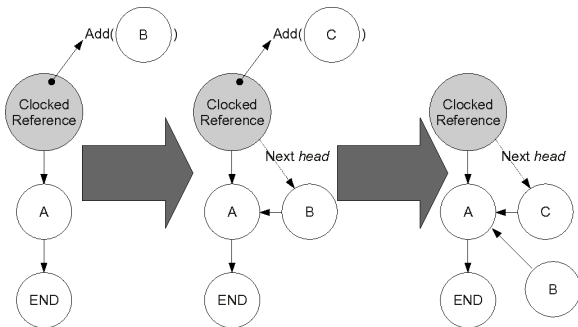 Add( B )
Clocked
Reference
A
END
Add( C )
Clocked
Reference
Next head
A
B
END
Clocked
Reference
Next head
A
C
B
END